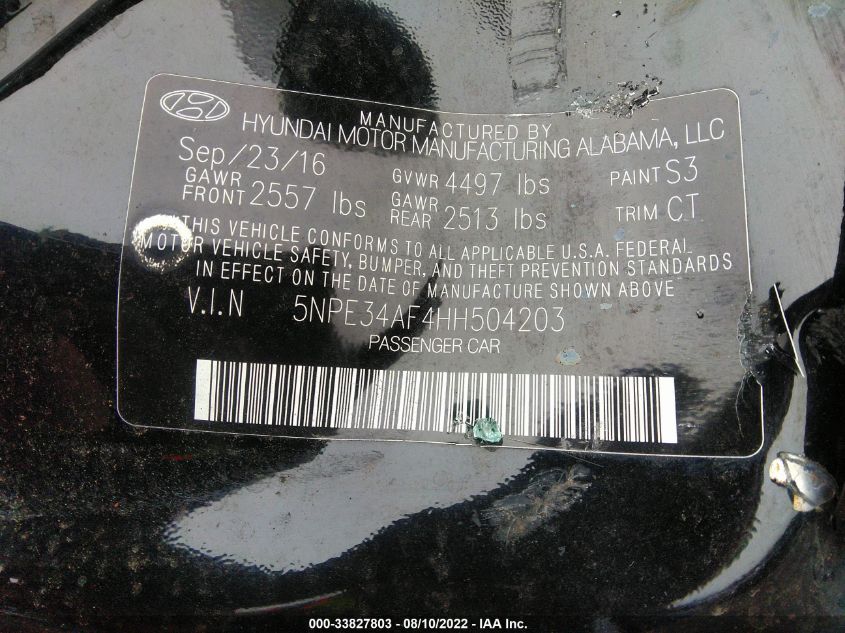 MANUFACTURED BY
HYUNDAI MOTOR MANUFACTURING ALABAMA, LLC
Sep/23/16 GVWR 4497 lbs PAINT S3
GAWR FRONT 2557 lbs GAWR REAR 2513 lbs TRIM CT
THIS VEHICLE CONFORMS TO ALL APPLICABLE U.S.A. FEDERAL
MOTOR VEHICLE SAFETY, BUMPER, AND THEFT PREVENTION STANDARDS
IN EFFECT ON THE DATE OF MANUFACTURE SHOWN ABOVE
V.I.N 5NPE34AF4HH504203
PASSENGER CAR
000-33827803 - 08/10/2022 - IAA Inc.